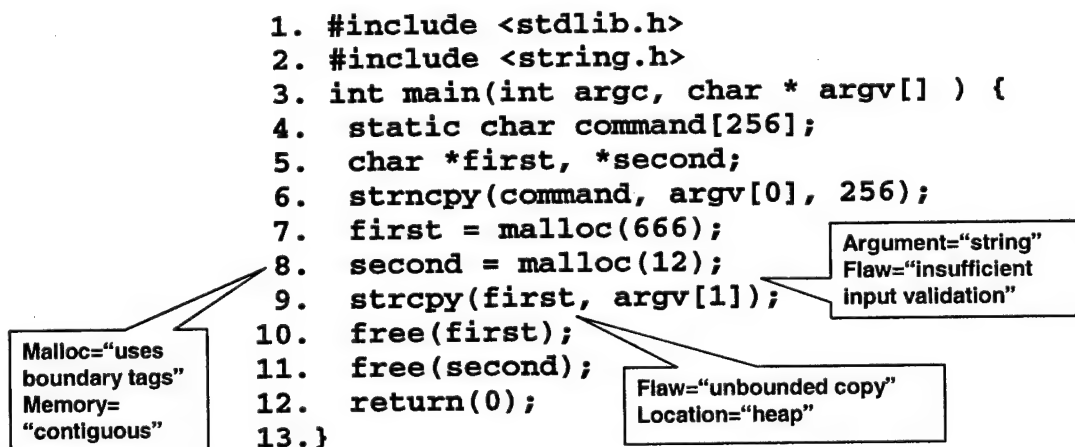 1. #include <stdlib.h>
2. #include <string.h>
3. int main(int argc, char * argv[] ) {
4. static char command[256];
5. char *first, *second;
6. strncpy(command, argv[0], 256);
7. first = malloc(666);
8. second = malloc(12);
9. strcpy(first, argv[1]);
10. free(first);
11. free(second);
12. return(0);
13.}
Argument=“string”
Flaw=“insufficient
input validation”
Malloc=“uses
boundary tags”
Memory=
“contiguous”
Flaw=“unbounded copy”
Location=“heap”